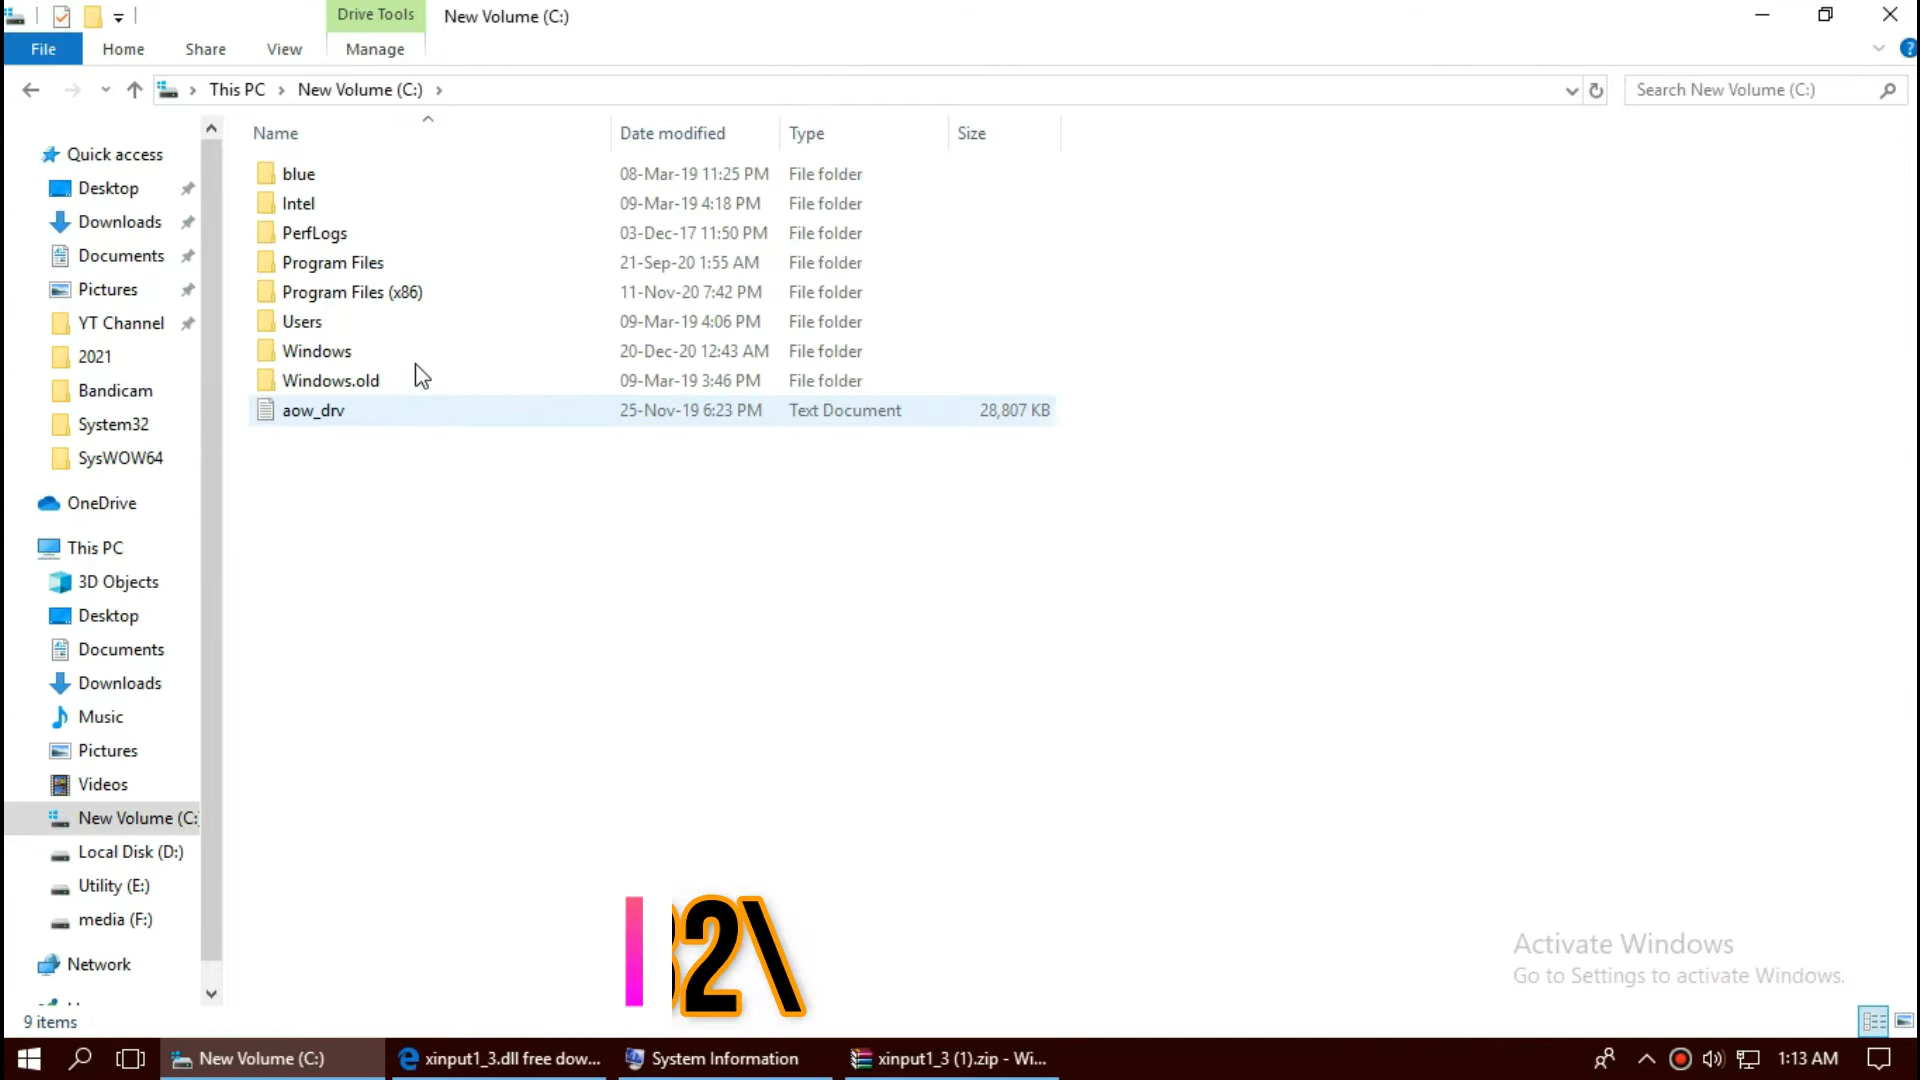 Drive Tools
New Volume (C:)
File
Home
Share
View
Manage
This PC
New Volume (C:)
Search New Volume (C:)
Name
Date modified
Type
Size
Quick access
Desktop
Downloads
Documents
Pictures
YT Channel
2021
Bandicam
System32
SysWOW64
OneDrive
This PC
3D Objects
Desktop
Documents
Downloads
Music
Pictures
Videos
New Volume (C:
Local Disk (D:)
Utility (E:)
media (F:)
Network
blue 08-Mar-19 11:25 PM File folder
Intel 09-Mar-19 4:18 PM File folder
PerfLogs 03-Dec-17 11:50 PM File folder
Program Files 21-Sep-20 1:55 AM File folder
Program Files (x86) 11-Nov-20 7:42 PM File folder
Users 09-Mar-19 4:06 PM File folder
Windows 20-Dec-20 12:43 AM File folder
Windows.old 09-Mar-19 3:46 PM File folder
aow_drv 25-Nov-19 6:23 PM Text Document 28,807 KB
2\
Activate Windows
Go to Settings to activate Windows.
9 items
New Volume (C:)
xinput1_3.dll free dow...
System Information
xinput1_3 (1).zip - Wi...
1:13 AM